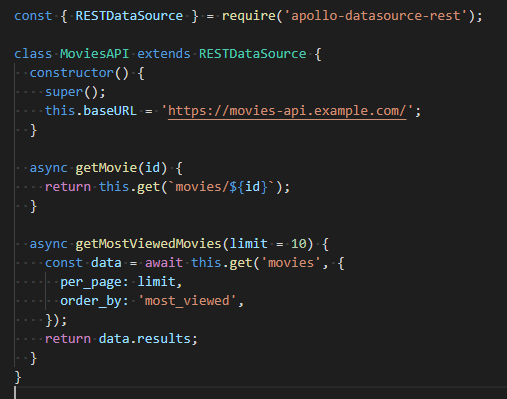 const { RESTDataSource } = require('apollo-datasource-rest');
class MoviesAPI extends RESTDataSource {
  constructor() {
    super();
    this.baseURL = 'https://movies-api.example.com/';
  }
  async getMovie(id) {
    return this.get(`movies/${id}`);
  }
  async getMostViewedMovies(limit = 10) {
    const data = await this.get('movies', {
      per_page: limit,
      order_by: 'most_viewed',
    });
    return data.results;
  }
}